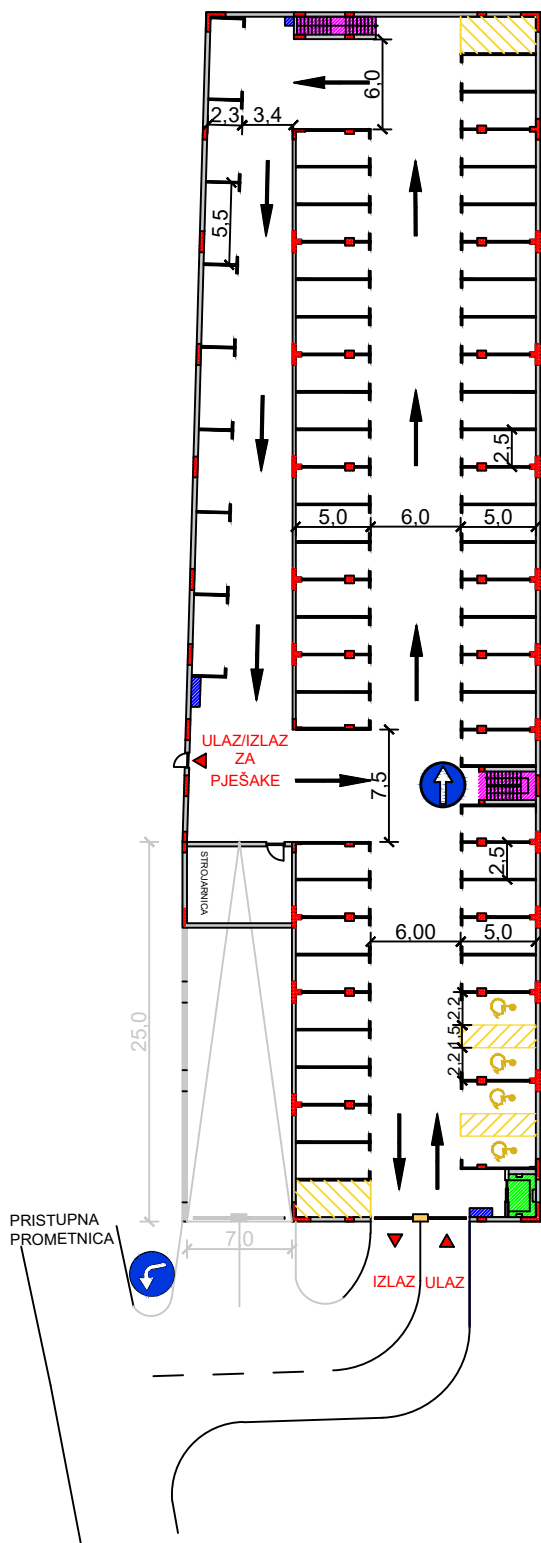 6,0
2,3
3,4
5,5
2,5
5,0
6,0
5,0
ULAZ/IZLAZ
ZA
PJEŠAKE
7,5
STROJARNICA
2,5
6,00
5,0
25,0
2,2
1,5
2,2
PRISTUPNA
PROMETNICA
7,0
IZLAZ
ULAZ